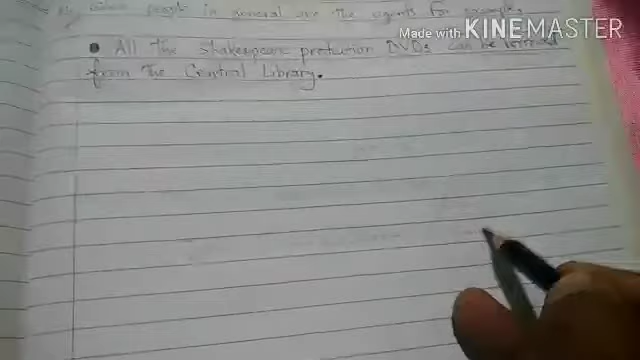 Made with KINEMASTER
when people in general are the agents for example,
• All the shakespeare production DVDs can be borrowed
from The Central Library.